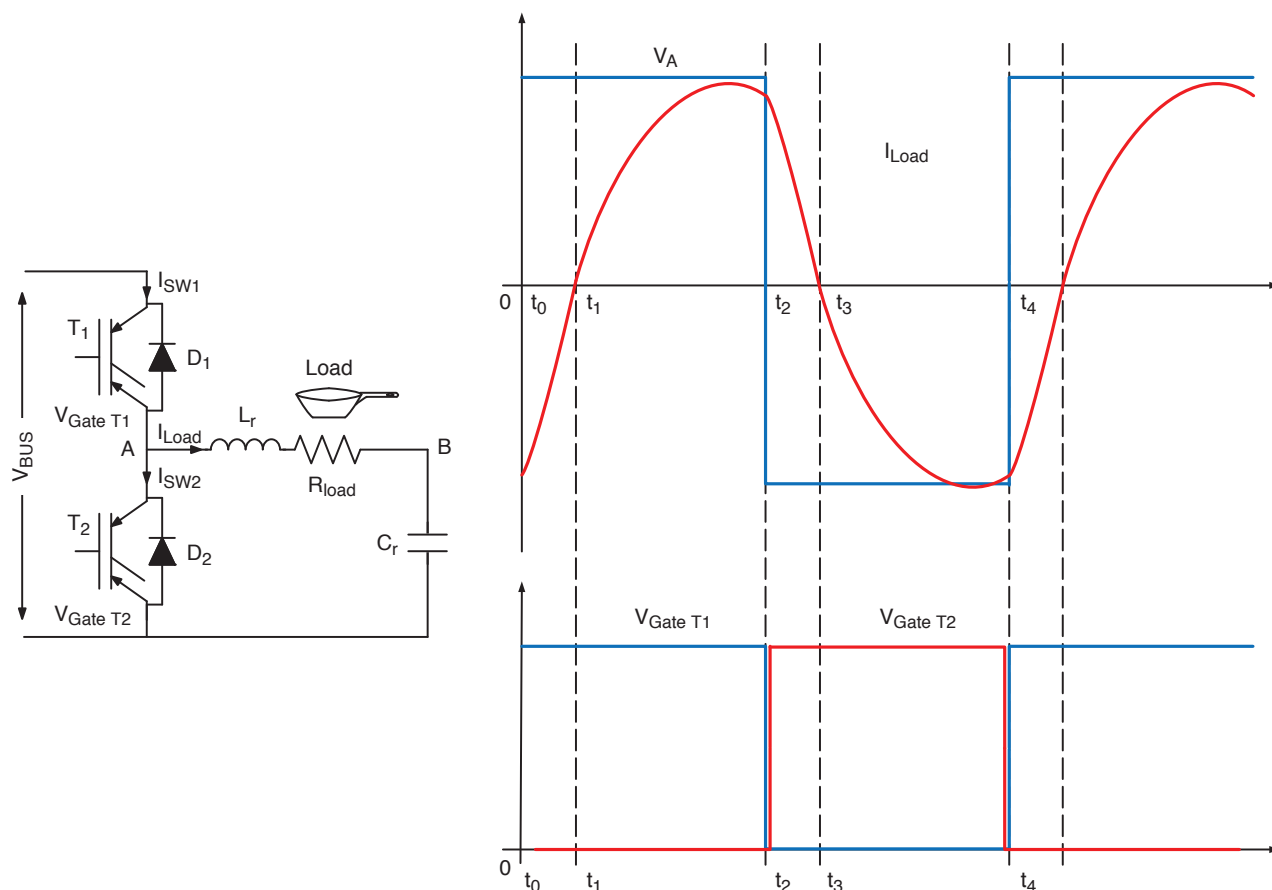 V_A
I_Load
0 t_0 t_1 t_2 t_3 t_4
I_SW1
T_1
D_1
Load
V_Gate T1
A I_Load L_r B
V_BUS
I_SW2
R_load
T_2
D_2
C_r
V_Gate T2
V_Gate T1 V_Gate T2
0
t_0 t_1 t_2 t_3 t_4